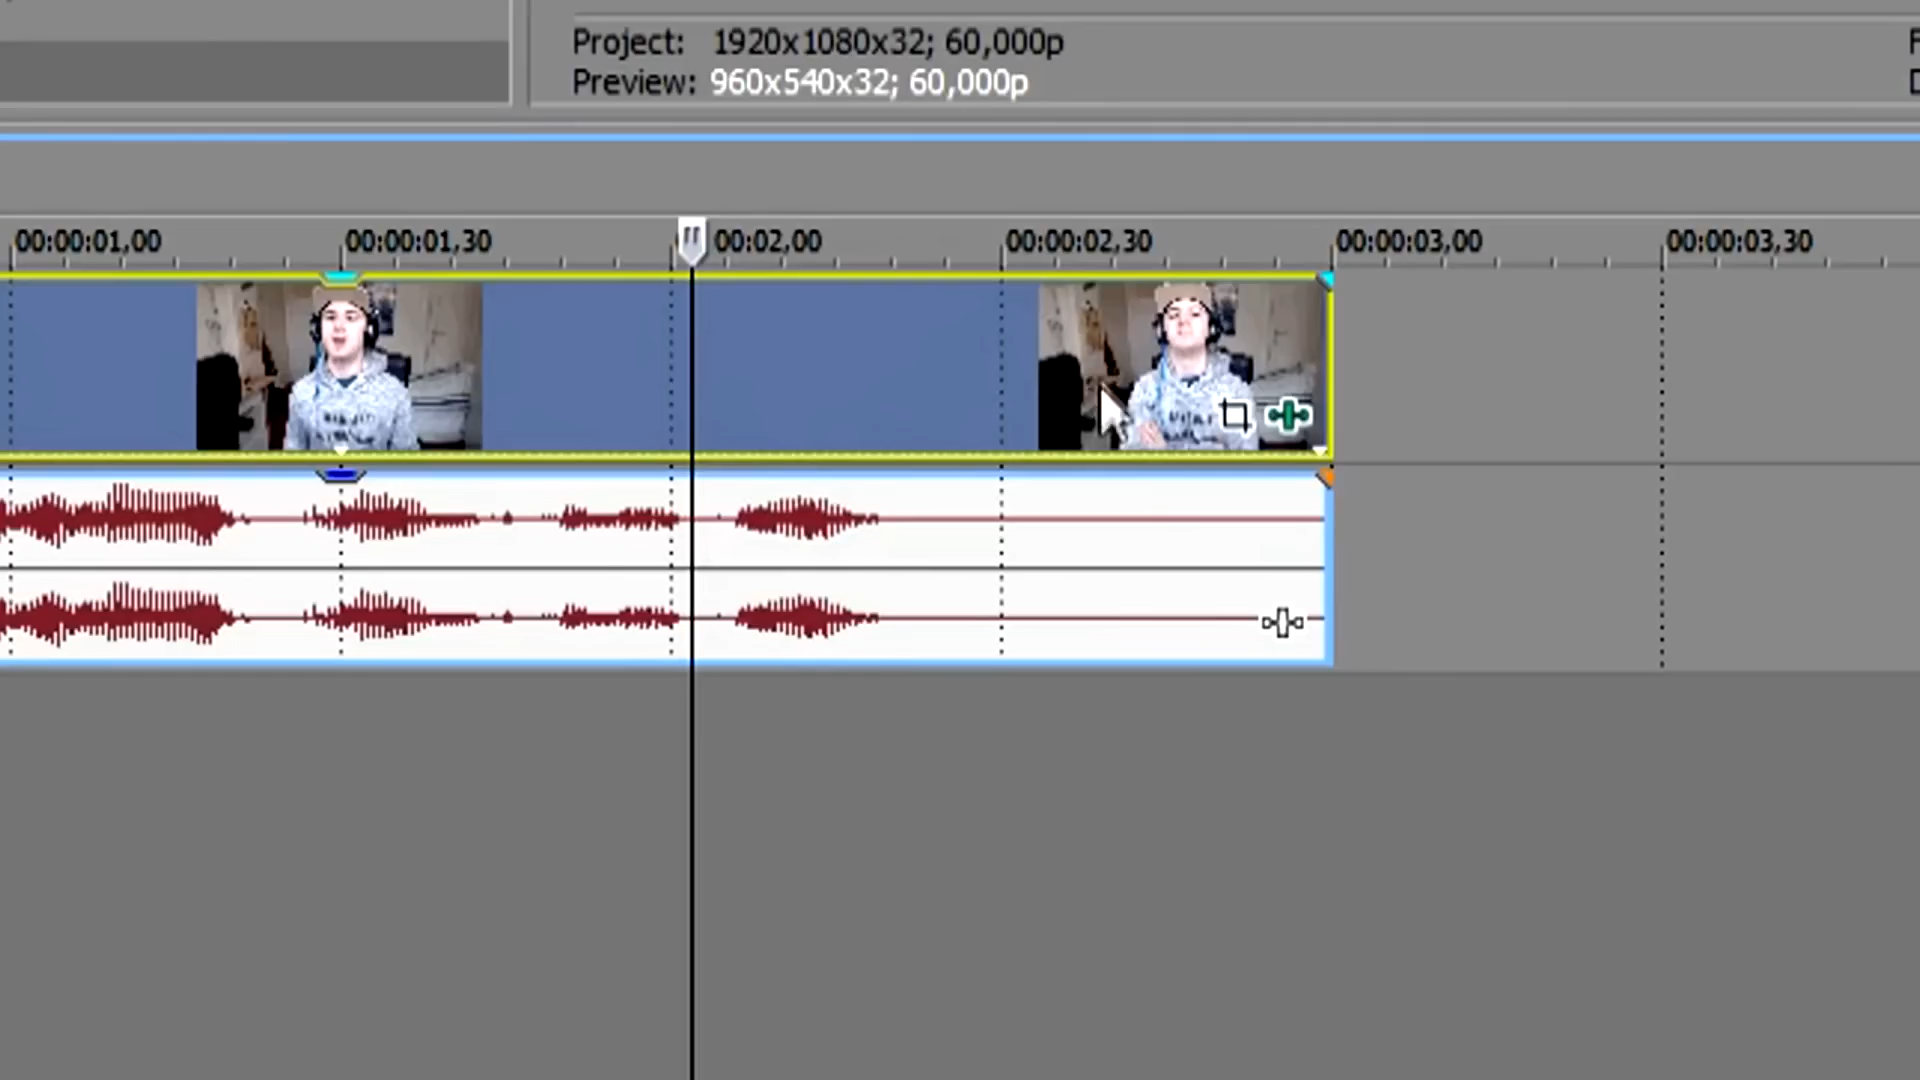 Project: 1920x1080x32; 60,000p
Preview: 960x540x32; 60,000p
00:00:01,00 00:00:01,30 00:02,00 00:00:02,30 00:00:03,00 00:00:03,30